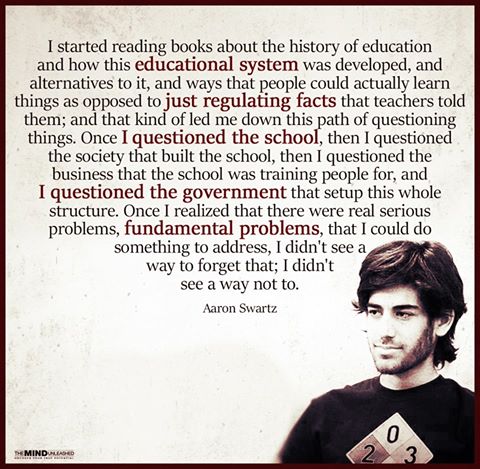 I started reading books about the history of education
and how this educational system was developed, and
alternatives to it, and ways that people could actually learn
things as opposed to just regulating facts that teachers told
them; and that kind of led me down this path of questioning
things. Once I questioned the school, then I questioned
the society that built the school, then I questioned the
business that the school was training people for, and
I questioned the government that setup this whole
structure. Once I realized that there were real serious
problems, fundamental problems, that I could do
something to address, I didn't see a
way to forget that; I didn't
see a way not to.
Aaron Swartz
0
2 3
THE MIND UNLEASHED
UNCOVER YOUR TRUE POTENTIAL